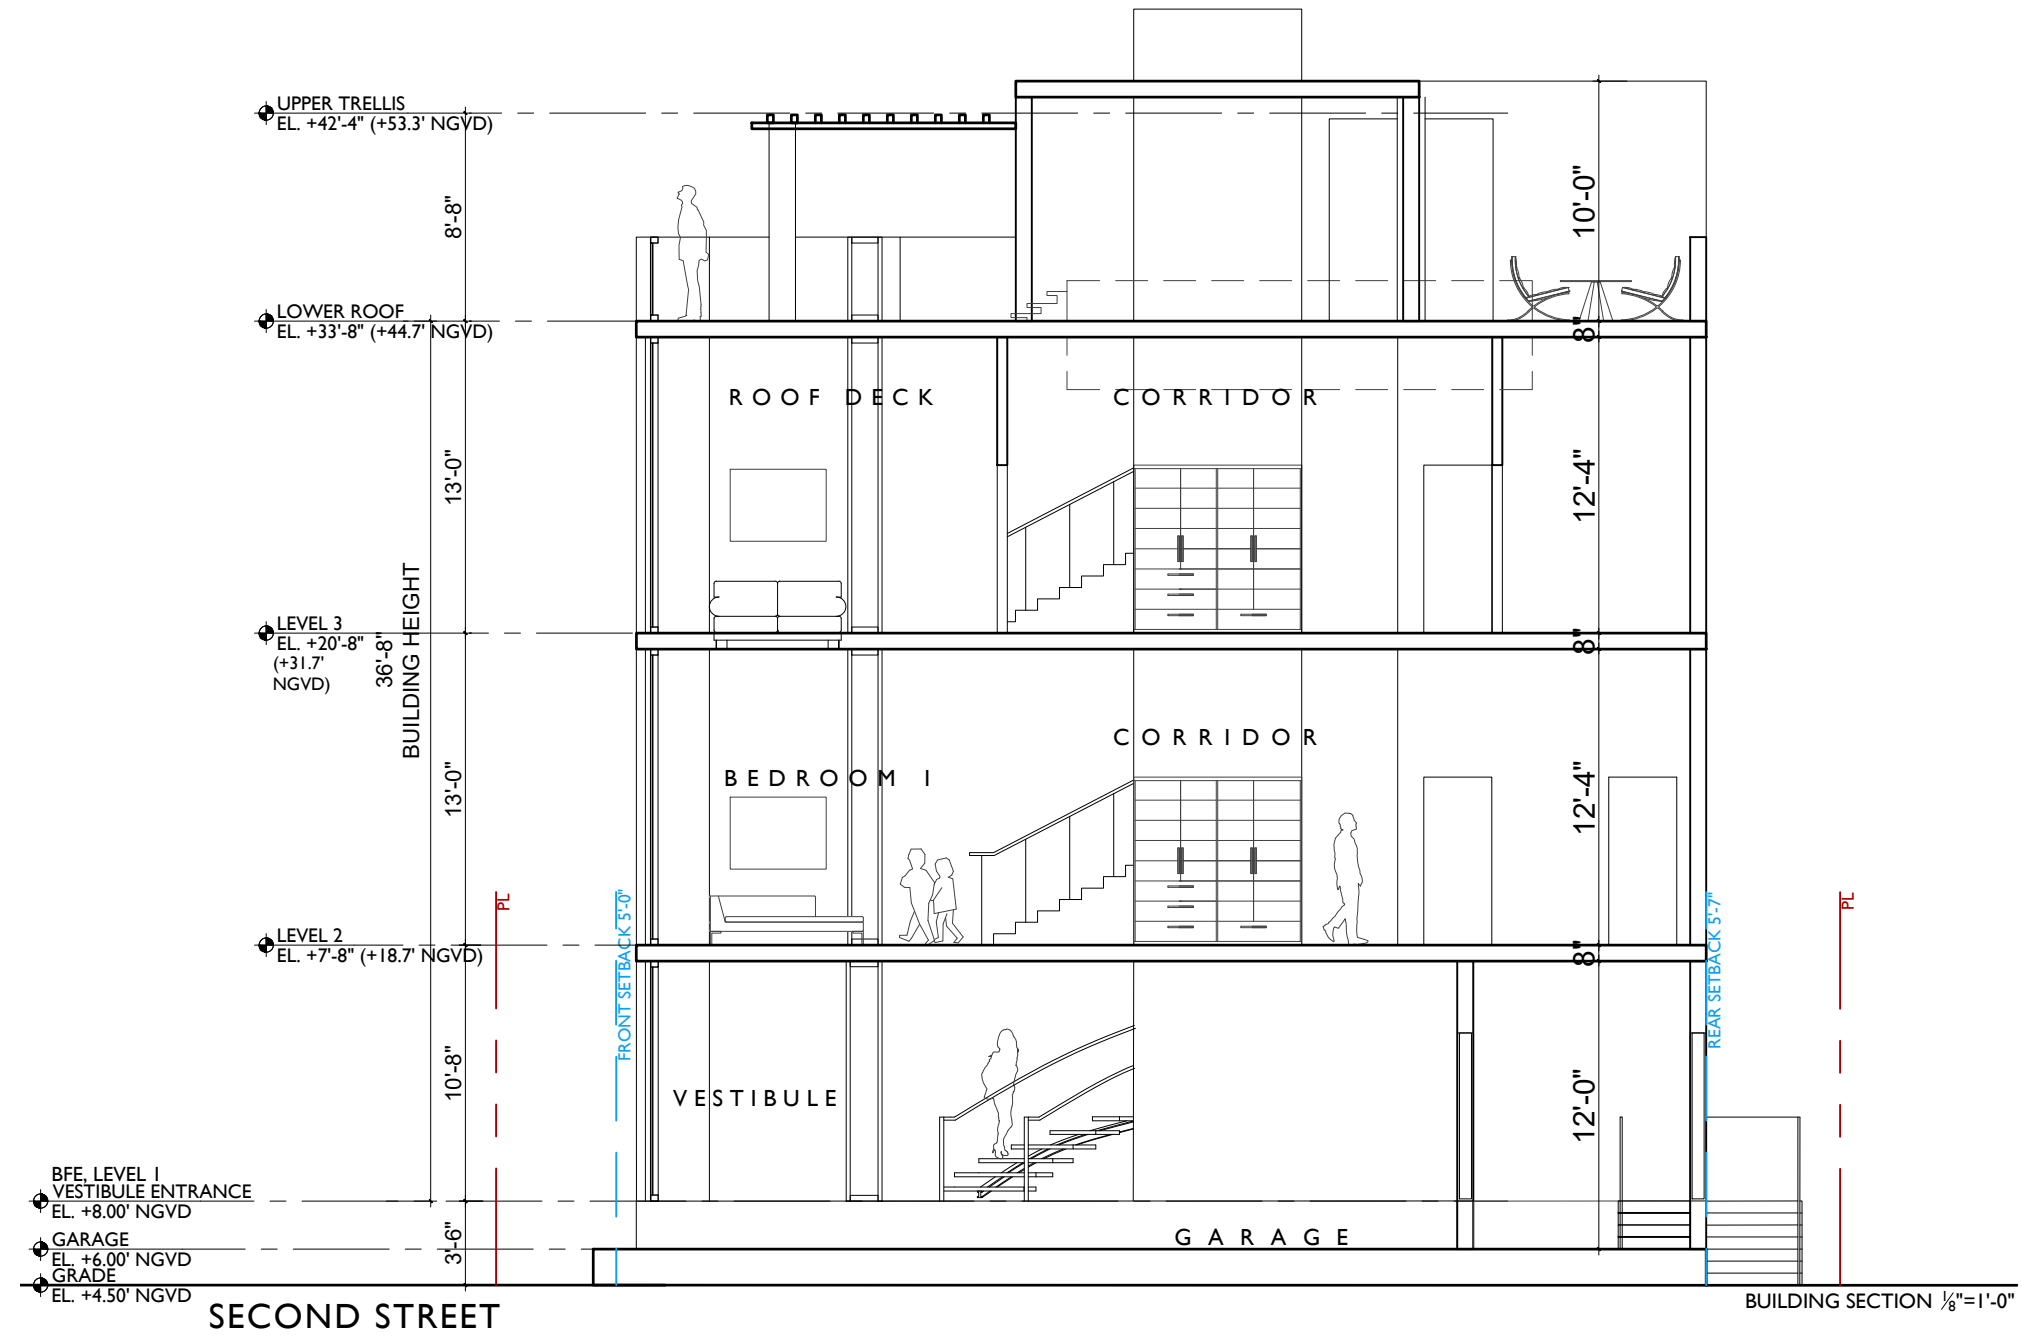 UPPER TRELLIS
EL. +42'-4" (+53.3' NGVD)
8'-8"
10'-0"
LOWER ROOF
EL. +33'-8" (+44.7' NGVD)
8"
ROOF DECK
CORRIDOR
13'-0"
12'-4"
LEVEL 3
EL. +20'-8"
(+31.7'
NGVD)
36'-8"
BUILDING HEIGHT
8"
CORRIDOR
BEDROOM 1
13'-0"
12'-4"
PL
FRONT SETBACK 5'-0"
REAR SETBACK 5'-7"
PL
LEVEL 2
EL. +7'-8" (+18.7' NGVD)
8"
10'-8"
VESTIBULE
12'-0"
BFE, LEVEL 1
VESTIBULE ENTRANCE
EL. +8.00' NGVD
3'-6"
GARAGE
GARAGE
EL. +6.00' NGVD
GRADE
EL. +4.50' NGVD
SECOND STREET
BUILDING SECTION ⅛"=1'-0"